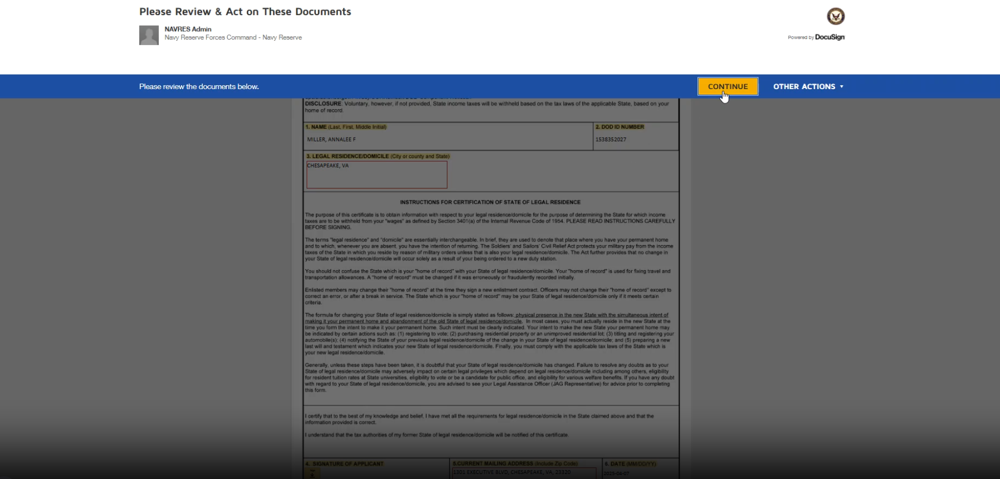 Please Review & Act on These Documents
NAVRES Admin
Navy Reserve Forces Command - Navy Reserve
Powered by DocuSign
Please review the documents below.
CONTINUE
OTHER ACTIONS
DISCLOSURE: Voluntary, however, if not provided, State income taxes will be withheld based on the tax laws of the applicable State, based on your
home of record.
1. NAME (Last, First, Middle Initial)
2. DOD ID NUMBER
MILLER, ANNALEE F
1538352027
3. LEGAL RESIDENCE/DOMICILE (City or county and State)
CHESAPEAKE, VA
INSTRUCTIONS FOR CERTIFICATION OF STATE OF LEGAL RESIDENCE
The purpose of this certificate is to obtain information with respect to your legal residence/domicile for the purpose of determining the State for which income
taxes are to be withheld from your "wages" as defined by Section 3401(a) of the Internal Revenue Code of 1954. PLEASE READ INSTRUCTIONS CAREFULLY
BEFORE SIGNING.
The terms "legal residence" and "domicile" are essentially interchangeable. In brief, they are used to denote that place where you have your permanent home
and to which, whenever you are absent, you have the intention of returning. The Soldiers' and Sailors' Civil Relief Act protects your military pay from the income
taxes of the State in which you reside by reason of military orders unless that is also your legal residence/domicile. The Act further provides that no change in
your State of legal residence/domicile will occur solely as a result of your being ordered to a new duty station.
You should not confuse the State which is your "home of record" with your State of legal residence/domicile. Your "home of record" is used for fixing travel and
transportation allowances. A "home of record" must be changed if it was erroneously or fraudulently recorded initially.
Enlisted members may change their "home of record" at the time they sign a new enlistment contract. Officers may not change their "home of record" except to
correct an error, or after a break in service. The State which is your "home of record" may be your State of legal residence/domicile only if it meets certain
criteria.
The formula for changing your State of legal residence/domicile is simply stated as follows: physical presence in the new State with the simultaneous intent of
making it your permanent home and abandonment of the old State of legal residence/domicile. In most cases, you must actually reside in the new State at the
time you form the intent to make it your permanent home. Such intent must be clearly indicated. Your intent to make the new State your permanent home may
be indicated by certain actions such as: (1) registering to vote; (2) purchasing residential property or an unimproved residential lot; (3) titling and registering your
automobile(s); (4) notifying the State of your previous legal residence/domicile of the change in your State of legal residence/domicile; and (5) preparing a new
last will and testament which indicates your new State of legal residence/domicile. Finally, you must comply with the applicable tax laws of the State which is
your new legal residence/domicile.
Generally, unless these steps have been taken, it is doubtful that your State of legal residence/domicile has changed. Failure to resolve any doubts as to your
State of legal residence/domicile may adversely impact on certain legal privileges which depend on legal residence/domicile including among others, eligibility
for resident tuition rates at State universities, eligibility to vote or be a candidate for public office, and eligibility for various welfare benefits. If you have any doubt
with regard to your State of legal residence/domicile, you are advised to see your Legal Assistance Officer (JAG Representative) for advice prior to completing
this form.
I certify that to the best of my knowledge and belief, I have met all the requirements for legal residence/domicile in the State claimed above and that the
information provided is correct.
I understand that the tax authorities of my former State of legal residence/domicile will be notified of this certificate.
4. SIGNATURE OF APPLICANT
5.CURRENT MAILING ADDRESS (Include Zip Code)
6. DATE (MM/DD/YY)
1301 EXECUTIVE BLVD, CHESAPEAKE, VA, 23320
2025-04-07